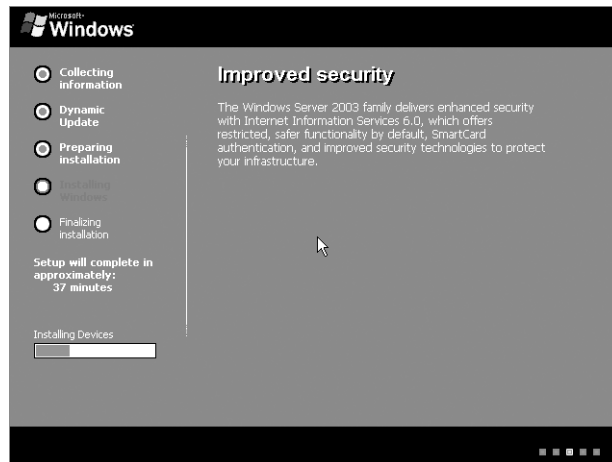 Microsoft
Windows
Collecting
information
Dynamic
Update
Preparing
installation
Installing
Windows
Finalizing
installation
Setup will complete in
approximately:
37 minutes
Installing Devices
Improved security
The Windows Server 2003 family delivers enhanced security
with Internet Information Services 6.0, which offers
restricted, safer functionality by default, SmartCard
authentication, and improved security technologies to protect
your infrastructure.